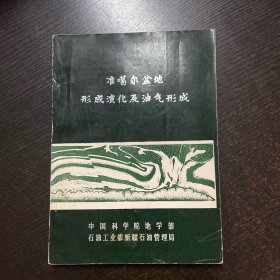 准噶尔盆地
形成演化及油气形成
中国科学院地学部
石油工业部新疆石油管理局